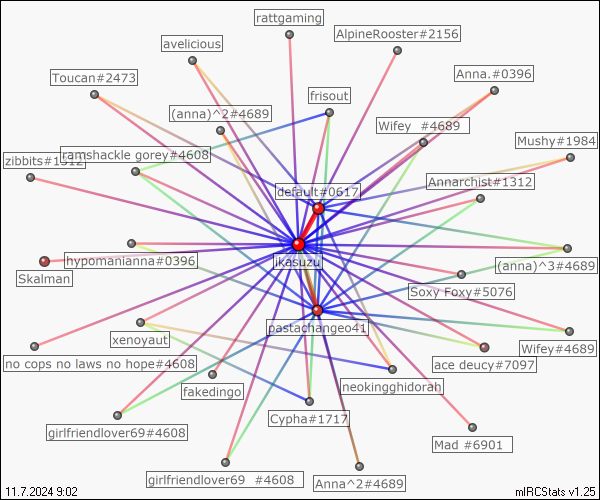 rattgaming
AlpineRooster#2156
avelicious
Toucan#2473
Anna.#0396
frisout
(anna)^2#4689
Wifey #4689
Mushy#1984
ramshackle gorey#4608
zibbits#1312
default#0617
Annarchist#1312
jkasuzu
hypomanianna#0396
(anna)^3#4689
Skalman
Soxy Foxy#5076
pastachangeo41
xenoyaut
Wifey#4689
no cops no laws no hope#4608
ace deucy#7097
fakedingo
neokingghidorah
girlfriendlover69#4608
Cypha#1717
Mad #6901
girlfriendlover69 #4608
Anna^2#4689
11.7.2024 9:02
mIRCStats v1.25